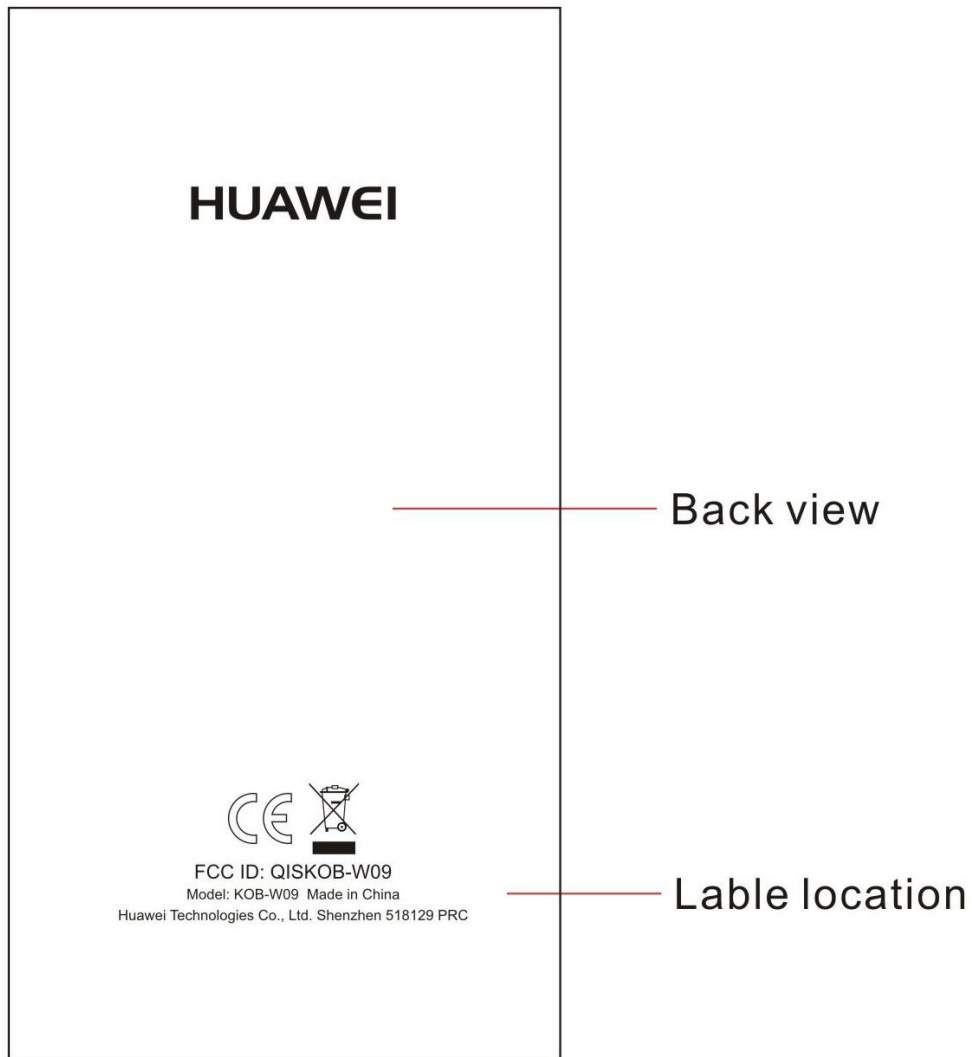 HUAWEI
Back view
CE
FCC ID: QISKOB-W09
Model: KOB-W09 Made in China
Huawei Technologies Co., Ltd. Shenzhen 518129 PRC
Lable location